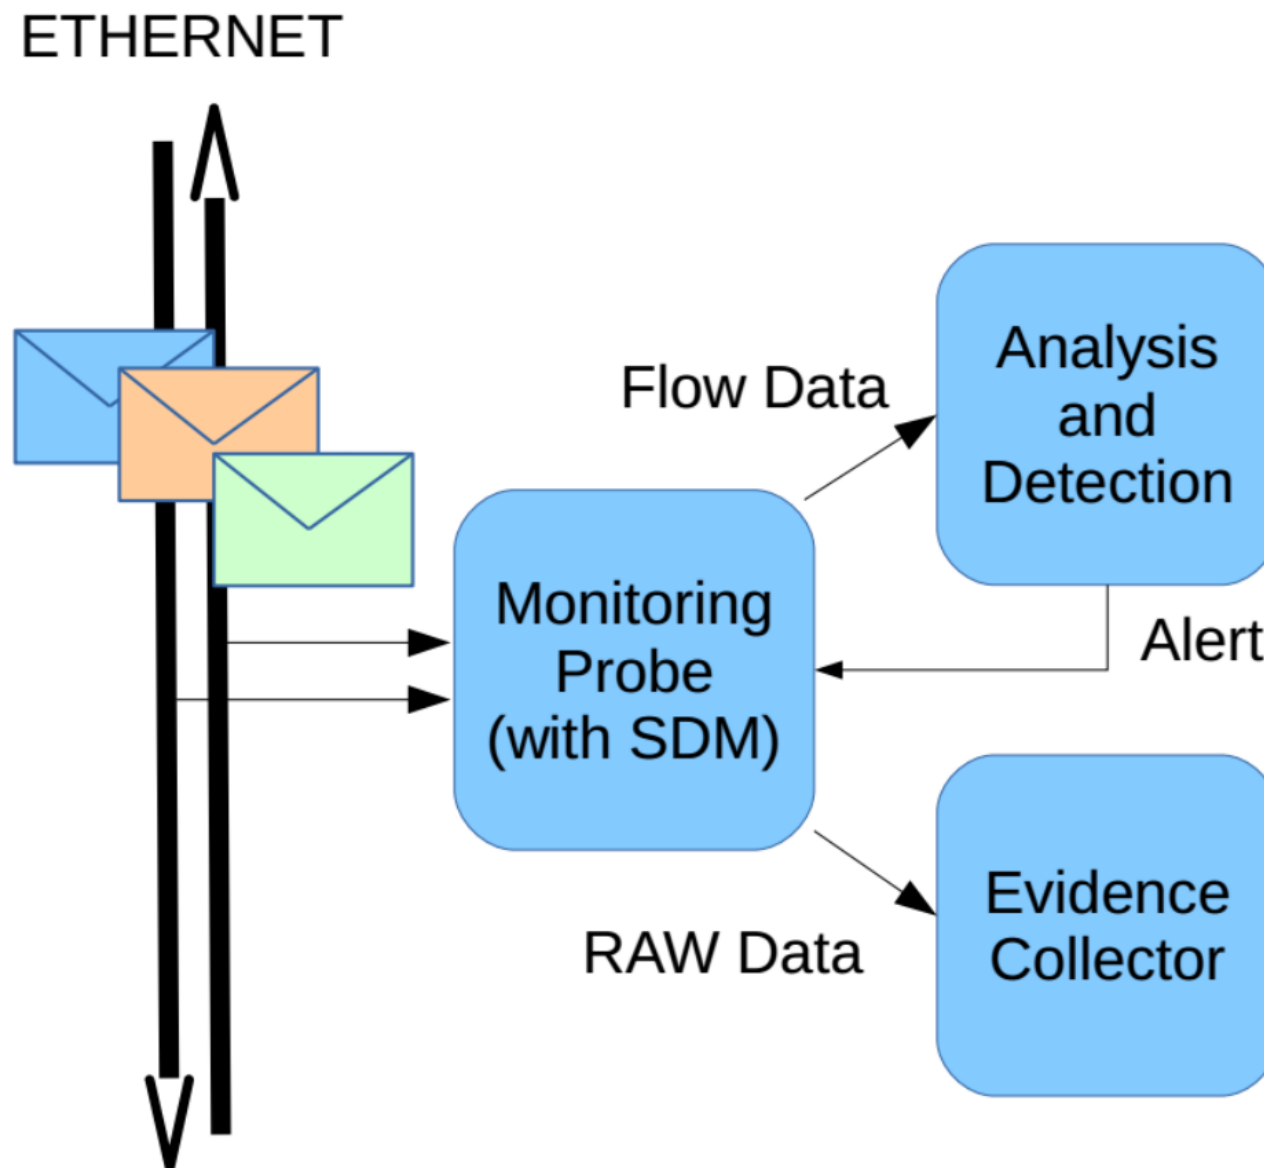 ETHERNET
Flow Data
Analysis
and
Detection
Monitoring
Probe
(with SDM)
Alert
RAW Data
Evidence
Collector